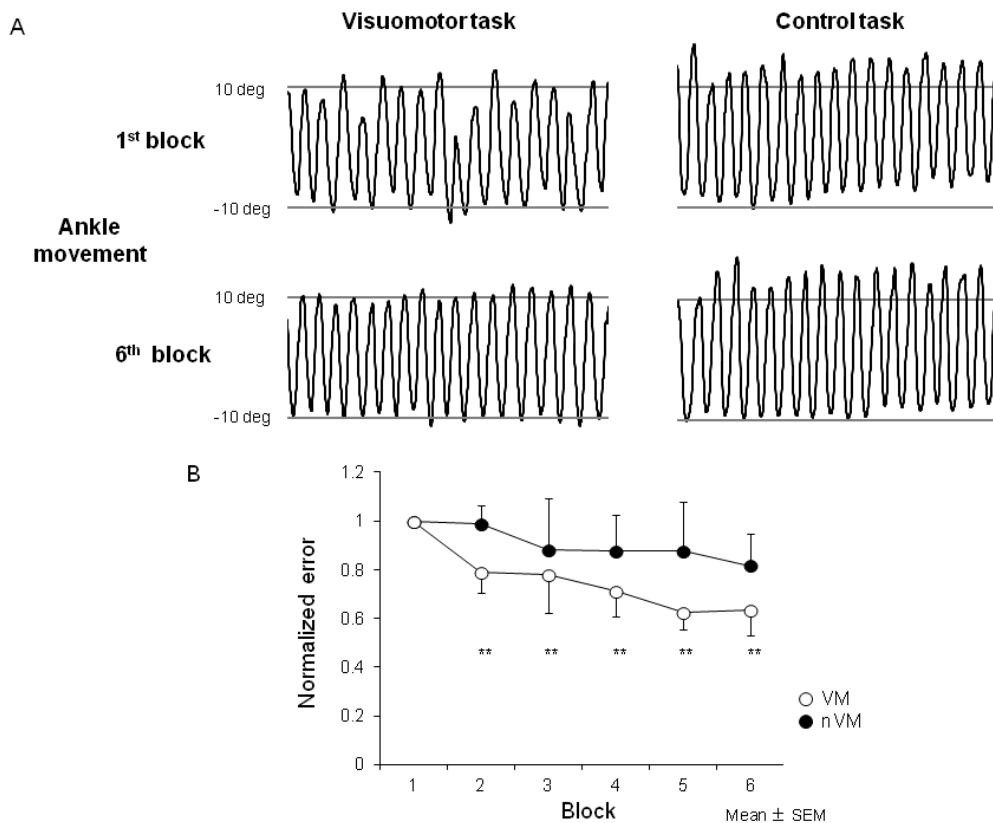 A
Visuomotor task
Control task
10 deg
1st block
-10 deg
Ankle
movement
10 deg
6th block
-10 deg
B
1.2
1
0.8
0.6
0.4
0.2
0
Normalized error
** ** ** ** **
VM
nVM
1 2 3 4 5 6
Block
Mean ± SEM